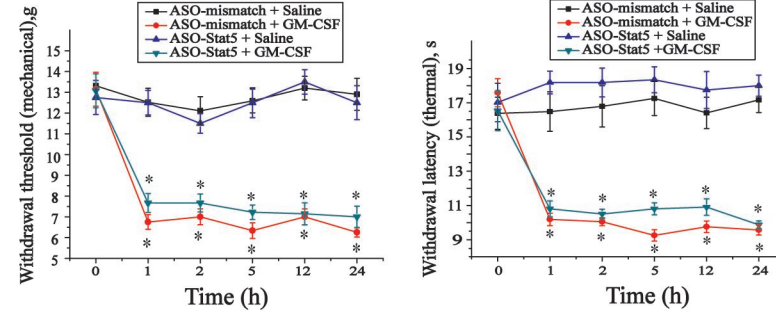 ASO-mismatch + Saline
ASO-mismatch + GM-CSF
ASO-Stat5 + Saline
ASO-Stat5 + GM-CSF
Withdrawal threshold (mechanical),g
15
14
13
12
11
10
9
8
7
6
5
* * * * *
* * * * *
0 1 2 5 12 24
Time (h)
ASO-mismatch + Saline
ASO-mismatch + GM-CSF
ASO-Stat5 + Saline
ASO-Stat5 +GM-CSF
Withdrawal latency (thermal), s
19
17
15
13
11
9
* * * * *
* * * * *
0 1 2 5 12 24
Time (h)